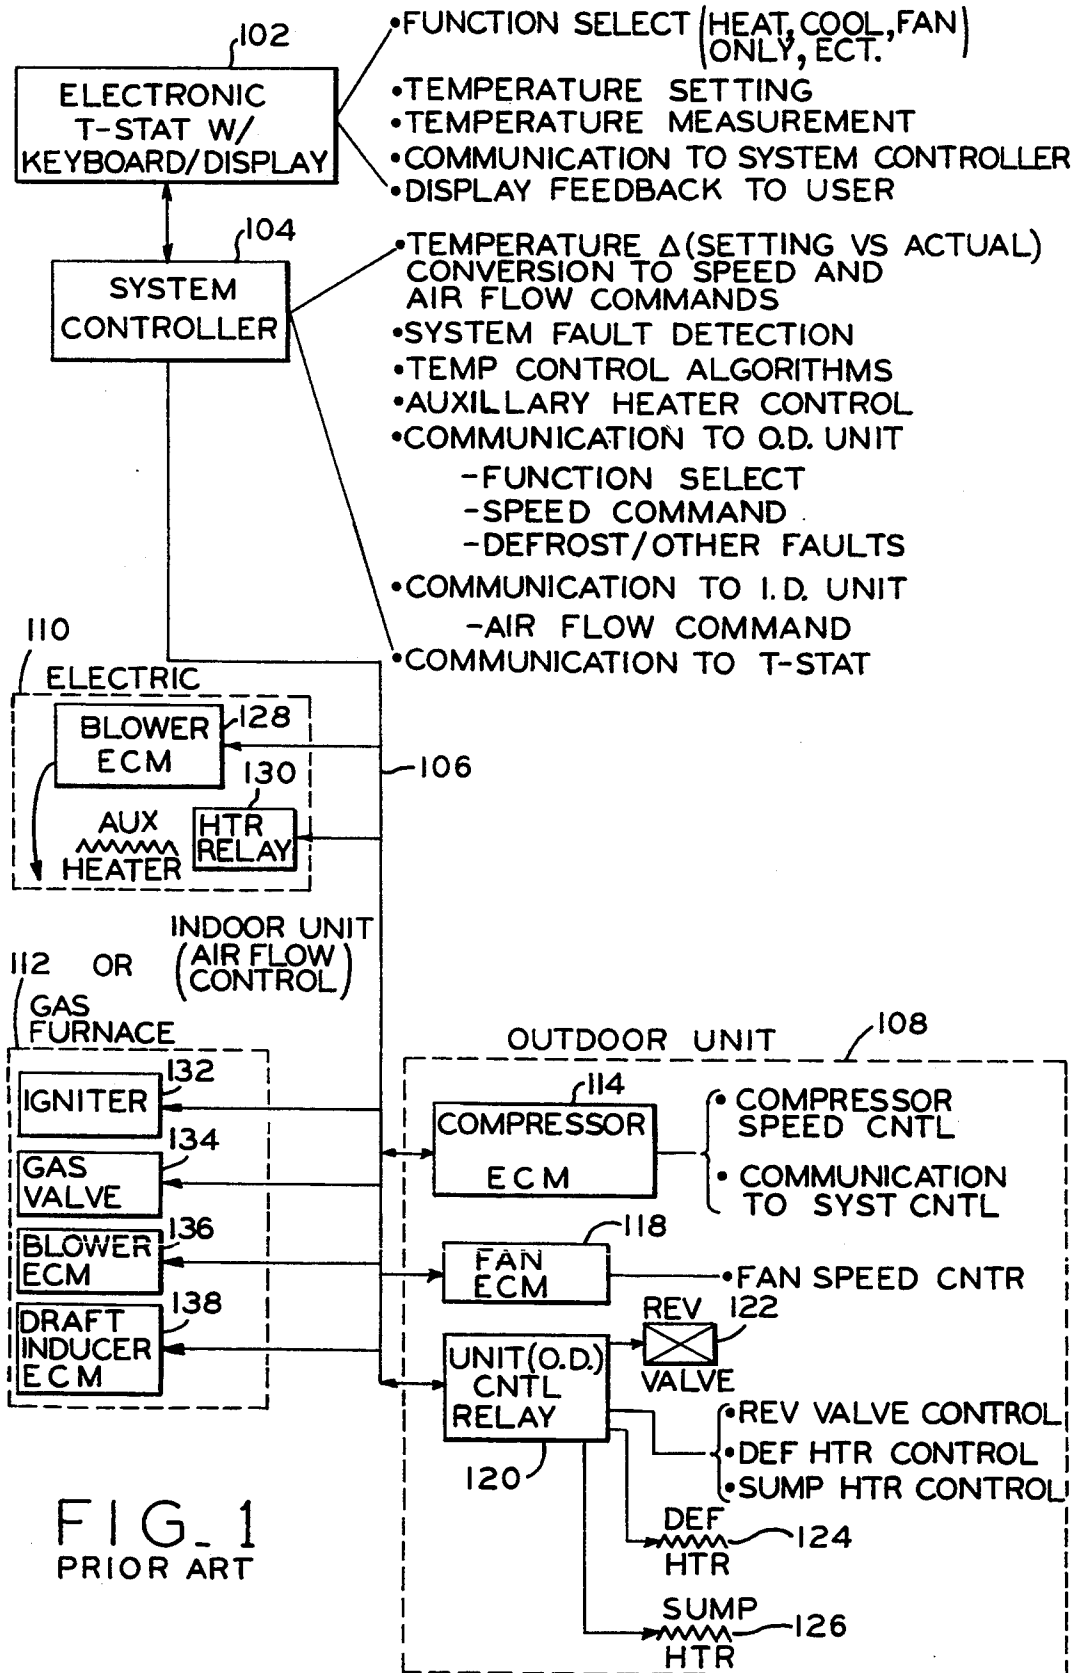 102
ELECTRONIC
T-STAT W/
KEYBOARD/DISPLAY
•FUNCTION SELECT (HEAT, COOL, FAN
ONLY, ECT.)
•TEMPERATURE SETTING
•TEMPERATURE MEASUREMENT
•COMMUNICATION TO SYSTEM CONTROLLER
•DISPLAY FEEDBACK TO USER
104
SYSTEM
CONTROLLER
•TEMPERATURE Δ (SETTING VS ACTUAL)
CONVERSION TO SPEED AND
AIR FLOW COMMANDS
•SYSTEM FAULT DETECTION
•TEMP CONTROL ALGORITHMS
•AUXILLARY HEATER CONTROL
•COMMUNICATION TO O.D. UNIT
-FUNCTION SELECT
-SPEED COMMAND
-DEFROST/OTHER FAULTS
•COMMUNICATION TO I.D. UNIT
-AIR FLOW COMMAND
•COMMUNICATION TO T-STAT
110
ELECTRIC
BLOWER
ECM
128
106
130
AUX
HEATER
HTR
RELAY
INDOOR UNIT
(AIR FLOW
CONTROL)
112 OR
GAS
FURNACE
IGNITER
132
GAS
VALVE
134
BLOWER
ECM
136
DRAFT
INDUCER
ECM
138
OUTDOOR UNIT
108
114
COMPRESSOR
ECM
• COMPRESSOR
SPEED CNTL
• COMMUNICATION
TO SYST CNTL
118
FAN
ECM
•FAN SPEED CNTR
REV
122
VALVE
UNIT (O.D.)
CNTL
RELAY
120
•REV VALVE CONTROL
•DEF HTR CONTROL
•SUMP HTR CONTROL
DEF
HTR
124
SUMP
HTR
126
FIG_1
PRIOR ART